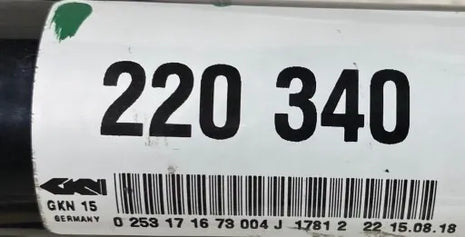 220 340
GKN
GKN 15
GERMANY
0 253 17 16 73 004 J 1781 2 22 15.08.18